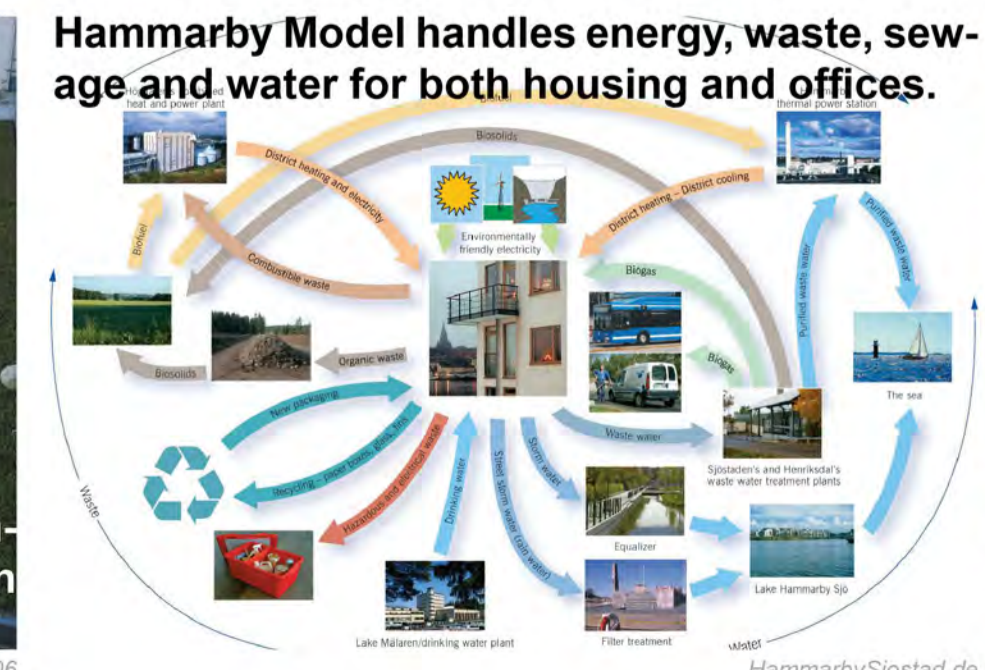 Hammarby Model handles energy, waste, sew-
age and water for both housing and offices.
heat and power plant
thermal power station
Biofuel
Biosolids
District heating and electricity
District heating – District cooling
Environmentally
friendly electricity
Biofuel
Combustible waste
Biogas
Purified waste water
Purified waste water
Organic waste
Biosolids
Biogas
The sea
New packaging
Waste water
Recycling – paper boxes, glass, tins
Sjöstaden's and Henriksdal's
waste water treatment plants
Hazardous and electrical waste
Drinking water
Street storm water (rain water)
Storm water
Waste
Equalizer
Lake Hammarby Sjö
Lake Mälaren/drinking water plant
Filter treatment
Water